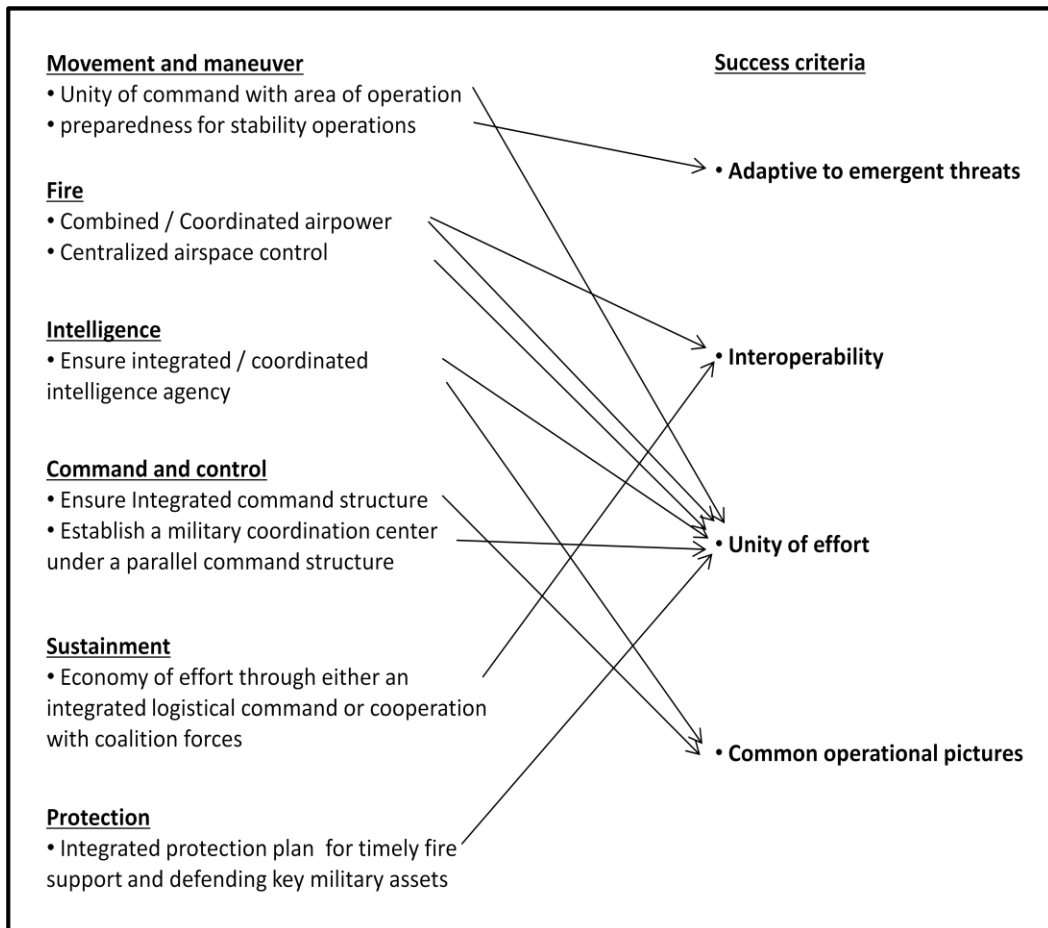 Movement and maneuver
• Unity of command with area of operation
• preparedness for stability operations
Fire
• Combined / Coordinated airpower
• Centralized airspace control
Intelligence
• Ensure integrated / coordinated
intelligence agency
Command and control
• Ensure Integrated command structure
• Establish a military coordination center
under a parallel command structure
Sustainment
• Economy of effort through either an
integrated logistical command or cooperation
with coalition forces
Protection
• Integrated protection plan for timely fire
support and defending key military assets
Success criteria
• Adaptive to emergent threats
• Interoperability
• Unity of effort
• Common operational pictures